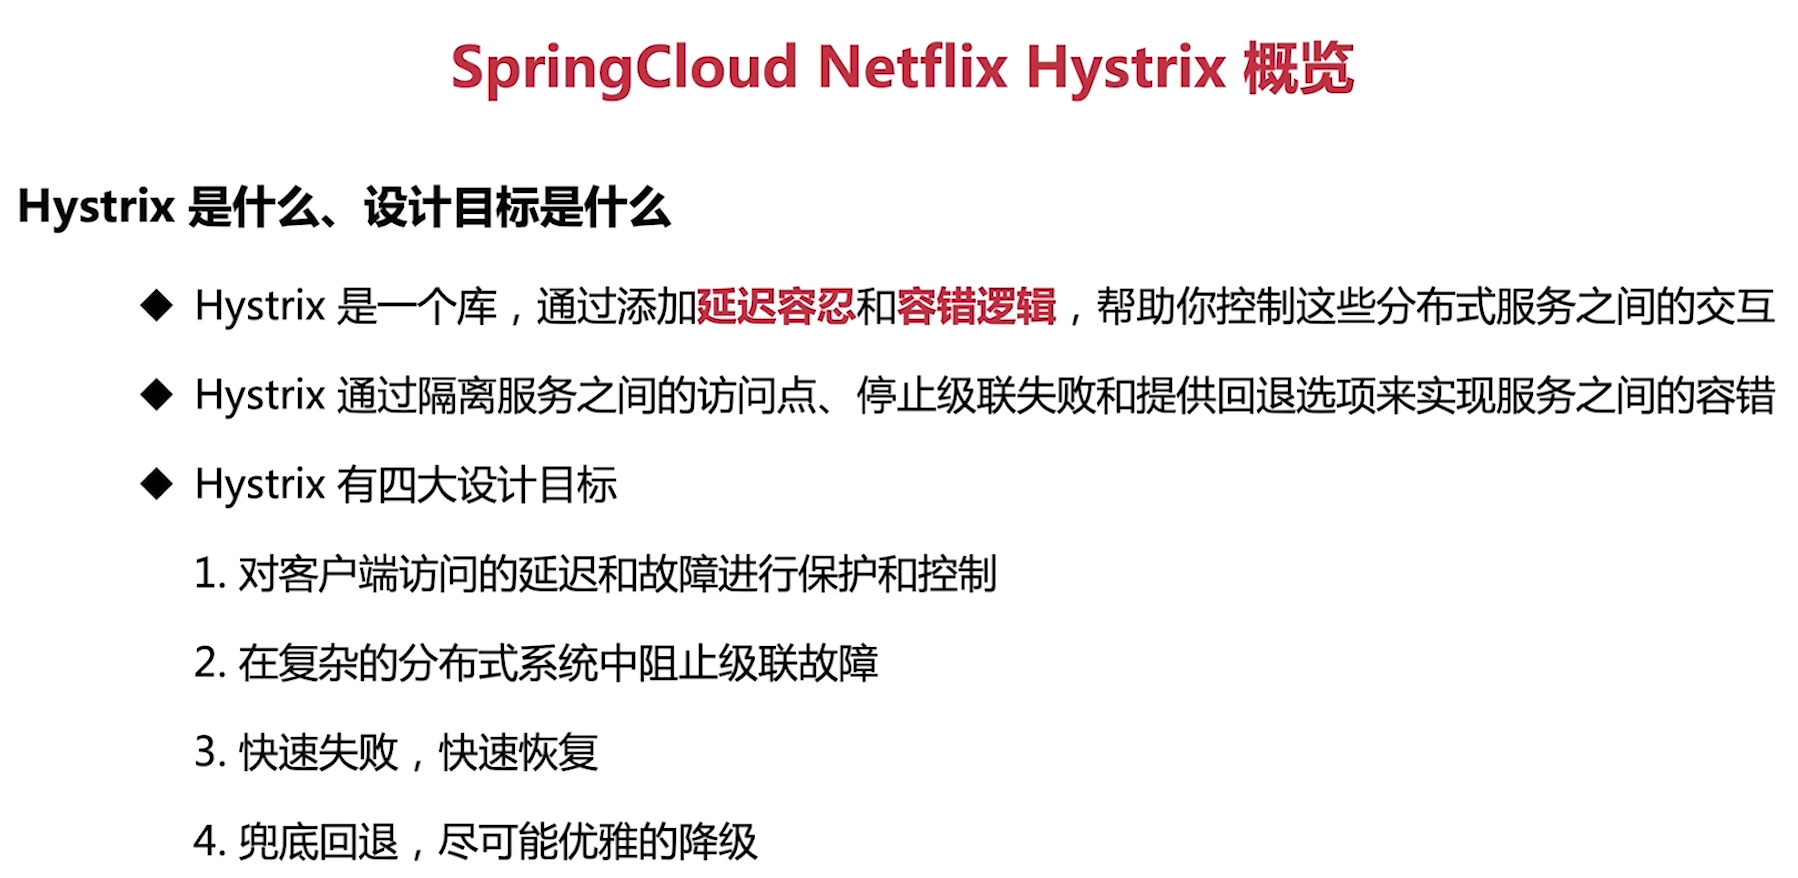 SpringCloud Netflix Hystrix 概览
Hystrix 是什么、设计目标是什么
◆ Hystrix 是一个库，通过添加延迟容忍和容错逻辑，帮助你控制这些分布式服务之间的交互
◆ Hystrix 通过隔离服务之间的访问点、停止级联失败和提供回退选项来实现服务之间的容错
◆ Hystrix 有四大设计目标
1. 对客户端访问的延迟和故障进行保护和控制
2. 在复杂的分布式系统中阻止级联故障
3. 快速失败，快速恢复
4. 兜底回退，尽可能优雅的降级